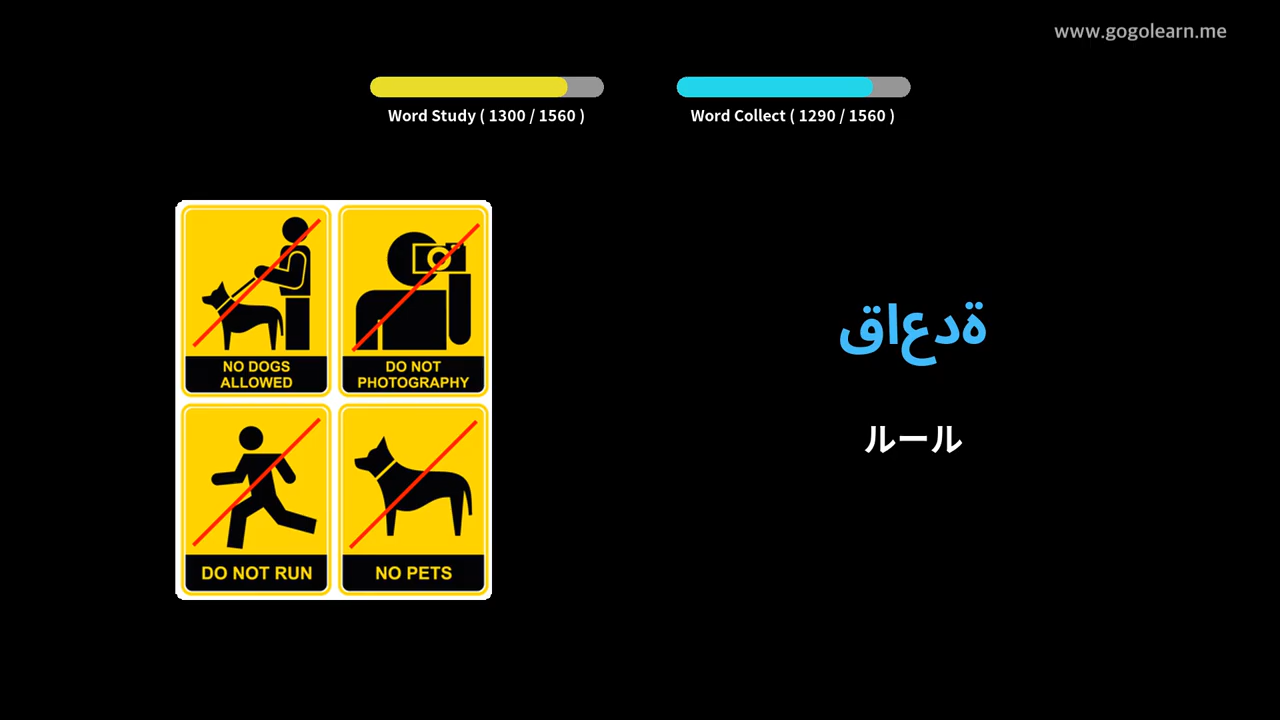 www.gogolearn.me
Word Study ( 1300 / 1560 )
Word Collect ( 1290 / 1560 )
NO DOGS
ALLOWED
DO NOT
PHOTOGRAPHY
DO NOT RUN
NO PETS
ةدعاق
ルール